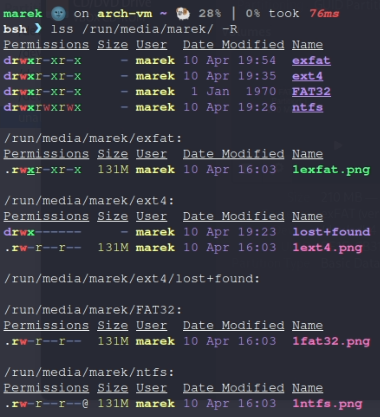 marek 🌚 on arch-vm ~ 🐏 28% | 0% took 76ms
bsh ❯ lss /run/media/marek/ -R
Permissions Size User Date Modified Name
drwxr-xr-x - marek 10 Apr 19:54 exfat
drwxr-xr-x - marek 10 Apr 19:35 ext4
drwxr-xr-x - marek 1 Jan 1970 FAT32
drwxrwxrwx - marek 10 Apr 19:26 ntfs
/run/media/marek/exfat:
Permissions Size User Date Modified Name
.rwxr-xr-x 131M marek 10 Apr 16:03 1exfat.png
/run/media/marek/ext4:
Permissions Size User Date Modified Name
drwx------ - marek 10 Apr 19:23 lost+found
.rw-r--r-- 131M marek 10 Apr 16:03 1ext4.png
/run/media/marek/ext4/lost+found:
/run/media/marek/FAT32:
Permissions Size User Date Modified Name
.rw-r--r-- 131M marek 10 Apr 16:03 1fat32.png
/run/media/marek/ntfs:
Permissions Size User Date Modified Name
.rw-r--r--@ 131M marek 10 Apr 16:03 1ntfs.png